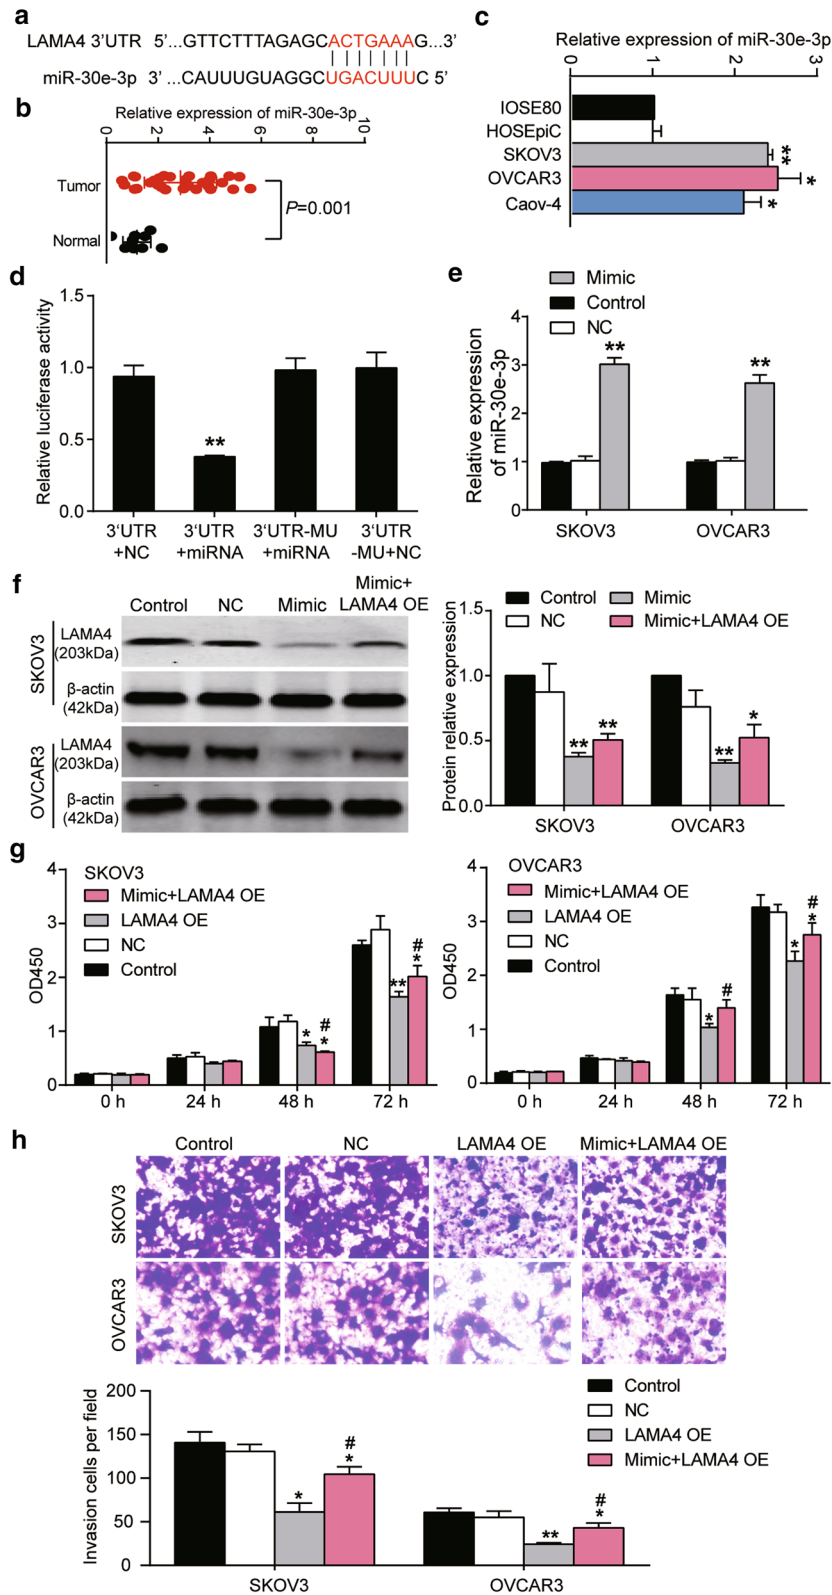 a
LAMA4 3'UTR 5'...GTTCTTTAGAGCACTGAAAG...3'
miR-30e-3p 3' ...CAUUUGUAGGCUGACUUUC 5'
b
Relative expression of miR-30e-3p
0 2 4 6 8 10
Tumor
Normal
P=0.001
c
Relative expression of miR-30e-3p
0 1 2 3
IOSE80
HOSEpiC
SKOV3 **
OVCAR3 *
Caov-4 *
d
Relative luciferase activity
1.5
1.0
0.5
0.0
**
3'UTR +NC
3'UTR +miRNA
3'UTR-MU +miRNA
3'UTR -MU+NC
e
Mimic
Control
NC
Relative expression
of miR-30e-3p
4
3
2
1
0
** **
SKOV3 OVCAR3
f
Control NC Mimic Mimic+ LAMA4 OE
SKOV3
LAMA4
(203kDa)
β-actin
(42kDa)
OVCAR3
LAMA4
(203kDa)
β-actin
(42kDa)
Control Mimic
NC Mimic+LAMA4 OE
Protein relative expression
1.5
1.0
0.5
0.0
** ** ** *
SKOV3 OVCAR3
g
SKOV3
Mimic+LAMA4 OE
LAMA4 OE
NC
Control
OD450
4
3
2
1
0
* # * ** # *
0 h 24 h 48 h 72 h
OVCAR3
Mimic+LAMA4 OE
LAMA4 OE
NC
Control
OD450
4
3
2
1
0
* # * # *
0 h 24 h 48 h 72 h
h
Control NC LAMA4 OE Mimic+LAMA4 OE
SKOV3
OVCAR3
Invasion cells per field
200
150
100
50
0
Control
NC
LAMA4 OE
Mimic+LAMA4 OE
* # * ** # *
SKOV3 OVCAR3